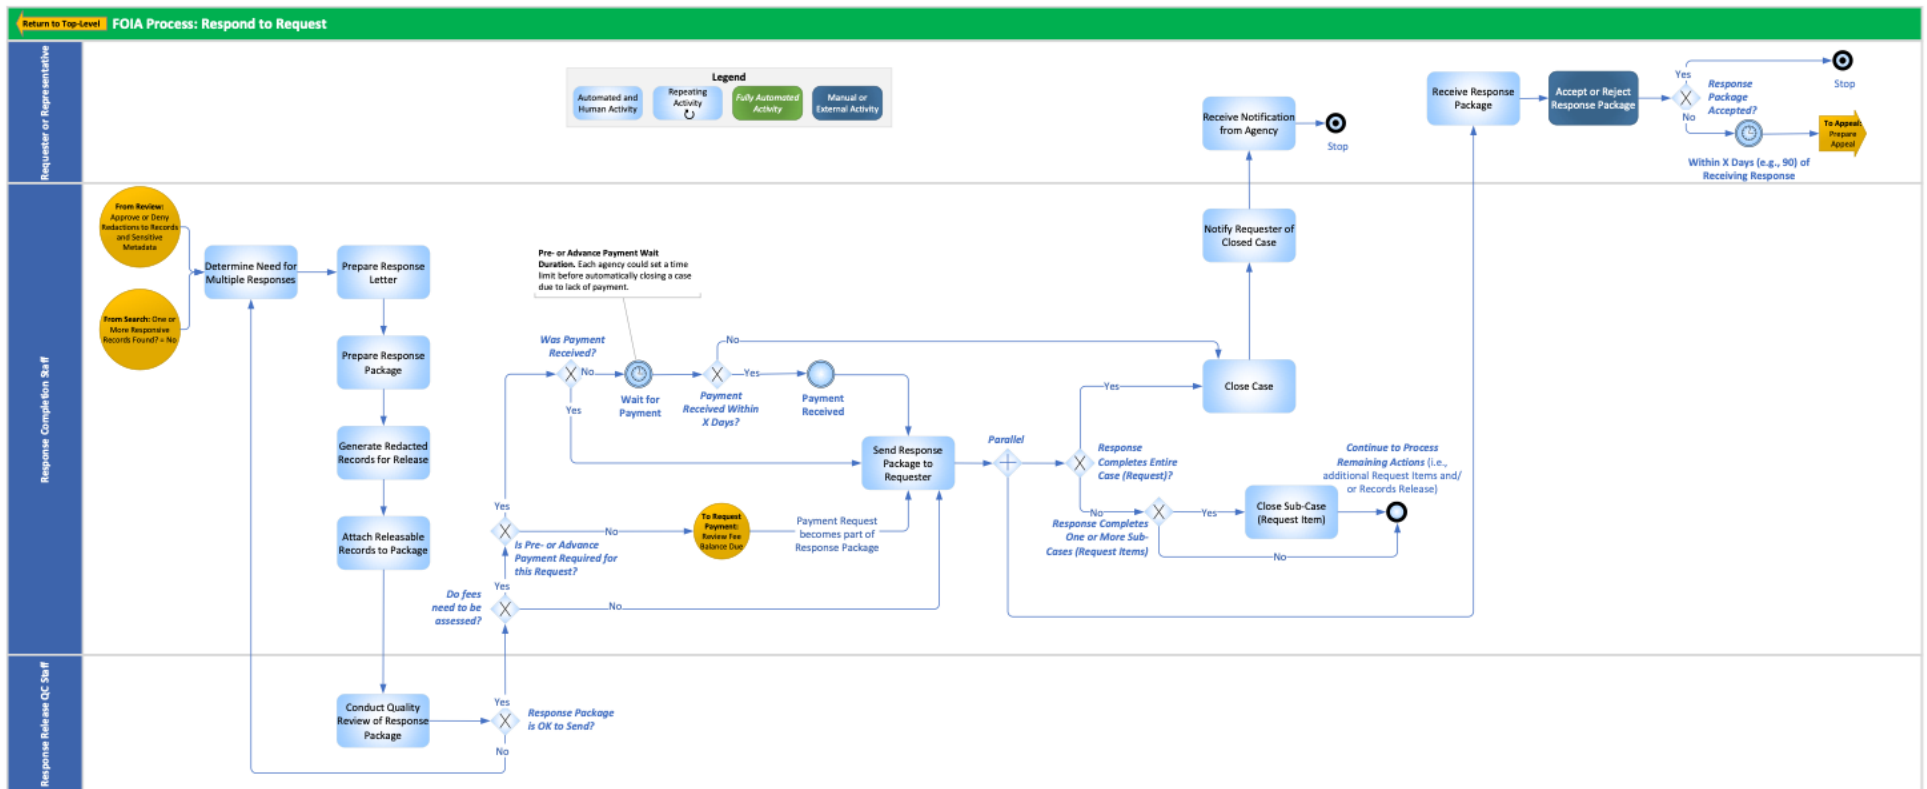 Return to Top-Level
FOIA Process: Respond to Request
Requester or Representative
Legend
Automated and
Human Activity
Repeating
Activity
Fully Automated
Activity
Manual or
External Activity
Receive Notification
from Agency
Stop
Receive Response
Package
Accept or Reject
Response Package
Yes
Response
Package
Accepted?
No
Stop
To Appeal:
Prepare
Appeal
Within X Days (e.g., 90) of
Receiving Response
Response Completion Staff
From Review:
Approve or Deny
Redactions to Records
and Sensitive
Metadata
From Search: One or
More Responsive
Records Found? = No
Determine Need for
Multiple Responses
Prepare Response
Letter
Prepare Response
Package
Generate Redacted
Records for Release
Attach Releasable
Records to Package
Pre- or Advance Payment Wait
Duration. Each agency could set a time
limit before automatically closing a case
due to lack of payment.
Was Payment
Received?
No
Yes
Wait for
Payment
No
Yes
Payment
Received Within
X Days?
Payment
Received
Yes
No
Is Pre- or Advance
Payment Required for
this Request?
To Request
Payment:
Review Fee
Balance Due
Payment Request
becomes part of
Response Package
Yes
Do fees
need to be
assessed?
No
Send Response
Package to
Requester
Parallel
Yes
Response
Completes Entire
Case (Request)?
No
Notify Requester of
Closed Case
Close Case
Response Completes
One or More Sub-
Cases (Request Items)
Yes
No
Close Sub-Case
(Request Item)
Continue to Process
Remaining Actions (i.e.,
additional Request Items and/
or Records Release)
Response Release QC Staff
Conduct Quality
Review of Response
Package
Yes
Response Package
is OK to Send?
No